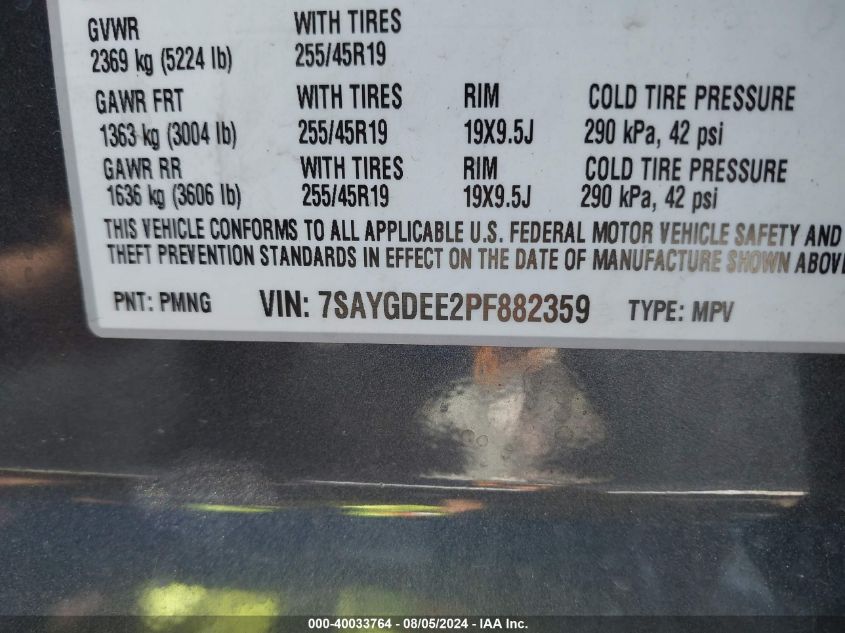 GVWR WITH TIRES
2369 kg (5224 lb) 255/45R19
GAWR FRT WITH TIRES RIM COLD TIRE PRESSURE
1363 kg (3004 lb) 255/45R19 19X9.5J 290 kPa, 42 psi
GAWR RR WITH TIRES RIM COLD TIRE PRESSURE
1636 kg (3606 lb) 255/45R19 19X9.5J 290 kPa, 42 psi
THIS VEHICLE CONFORMS TO ALL APPLICABLE U.S. FEDERAL MOTOR VEHICLE SAFETY AND
THEFT PREVENTION STANDARDS IN EFFECT ON THE DATE OF MANUFACTURE SHOWN ABOVE
PNT: PMNG VIN: 7SAYGDEE2PF882359 TYPE: MPV
000-40033764 - 08/05/2024 - IAA Inc.